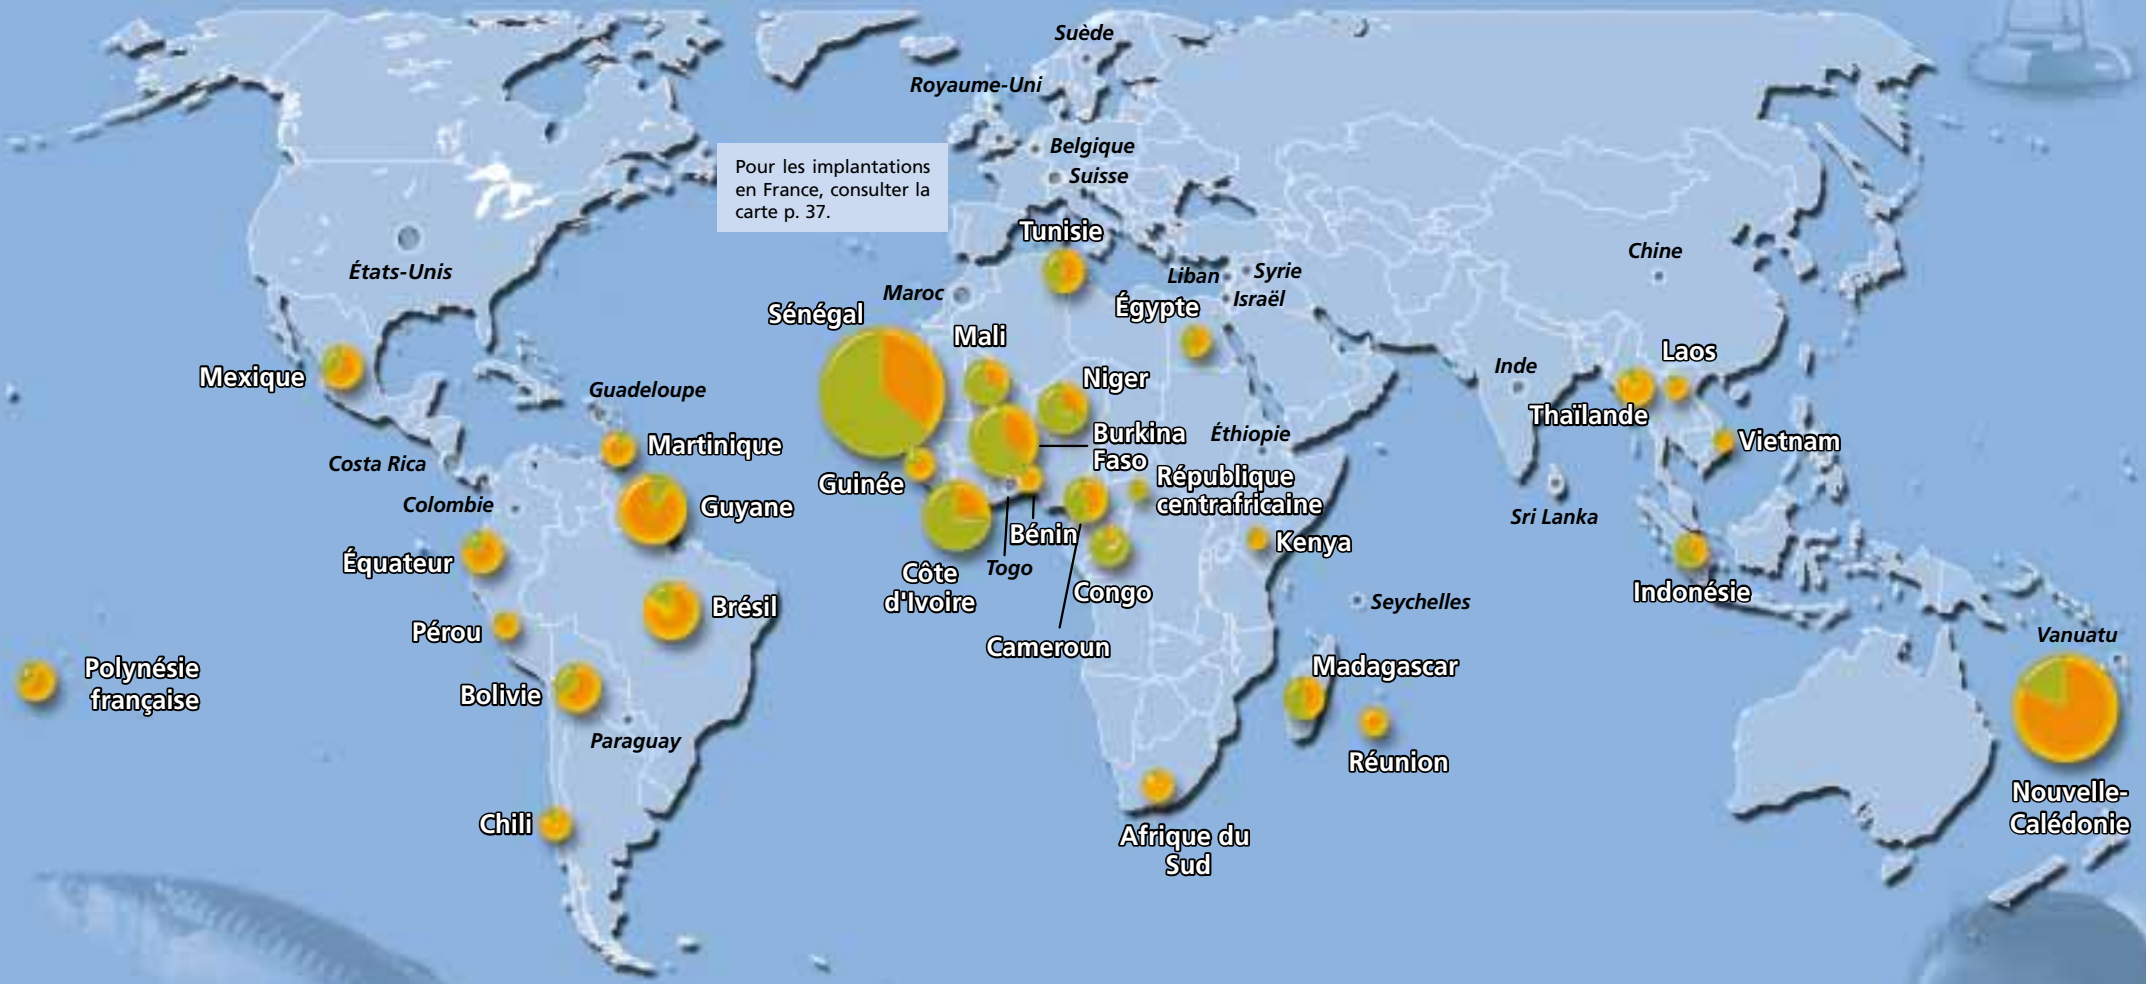 Suède
Royaume-Uni
Belgique
Suisse
Pour les implantations
en France, consulter la
carte p. 37.
Tunisie
Chine
États-Unis
Liban
Syrie
Maroc
Israël
Égypte
Sénégal
Mali
Laos
Mexique
Niger
Inde
Guadeloupe
Thaïlande
Burkina
Faso
Éthiopie
Vietnam
Martinique
Costa Rica
Guinée
République
centrafricaine
Colombie
Guyane
Sri Lanka
Bénin
Kenya
Équateur
Togo
Côte
d'Ivoire
Congo
Indonésie
Seychelles
Brésil
Pérou
Vanuatu
Cameroun
Polynésie
française
Madagascar
Bolivie
Paraguay
Réunion
Nouvelle-
Calédonie
Chili
Afrique du
Sud